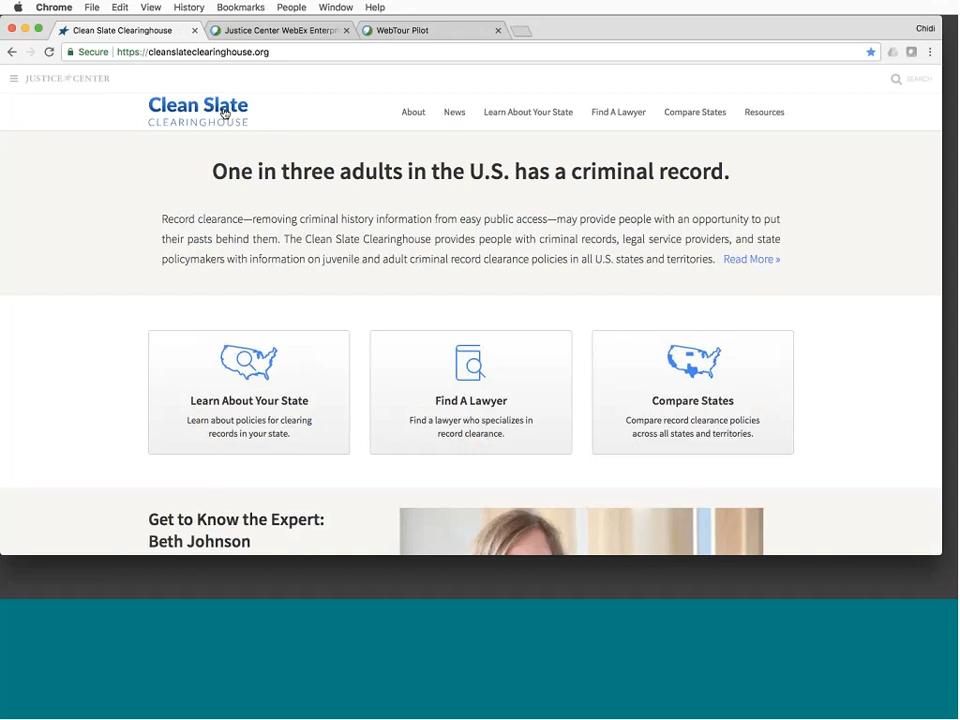 Chrome File Edit View History Bookmarks People Window Help
Clean Slate Clearinghouse Justice Center WebEx Enterpr WebTour Pilot Chidi
Secure https://cleanslateclearinghouse.org
JUSTICE CENTER SEARCH
Clean Slate
CLEARINGHOUSE
About News Learn About Your State Find A Lawyer Compare States Resources
One in three adults in the U.S. has a criminal record.
Record clearance—removing criminal history information from easy public access—may provide people with an opportunity to put
their pasts behind them. The Clean Slate Clearinghouse provides people with criminal records, legal service providers, and state
policymakers with information on juvenile and adult criminal record clearance policies in all U.S. states and territories. Read More »
Learn About Your State
Learn about policies for clearing
records in your state.
Find A Lawyer
Find a lawyer who specializes in
record clearance.
Compare States
Compare record clearance policies
across all states and territories.
Get to Know the Expert:
Beth Johnson